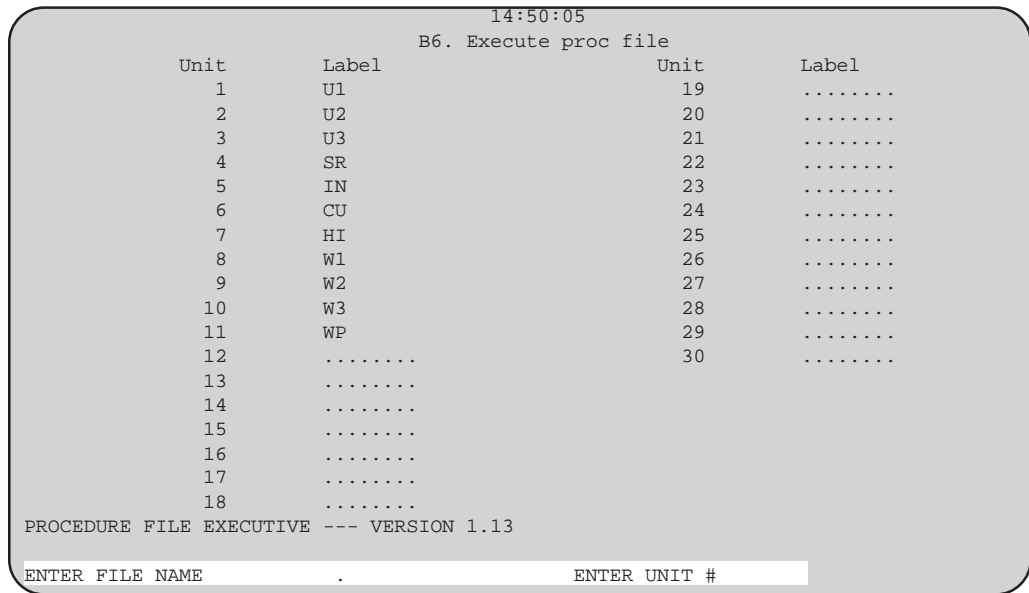 14:50:05
B6. Execute proc file
Unit Label Unit Label
1 U1 19 ........
2 U2 20 ........
3 U3 21 ........
4 SR 22 ........
5 IN 23 ........
6 CU 24 ........
7 HI 25 ........
8 W1 26 ........
9 W2 27 ........
10 W3 28 ........
11 WP 29 ........
12 ........ 30 ........
13 ........
14 ........
15 ........
16 ........
17 ........
18 ........
PROCEDURE FILE EXECUTIVE --- VERSION 1.13
ENTER FILE NAME . ENTER UNIT #